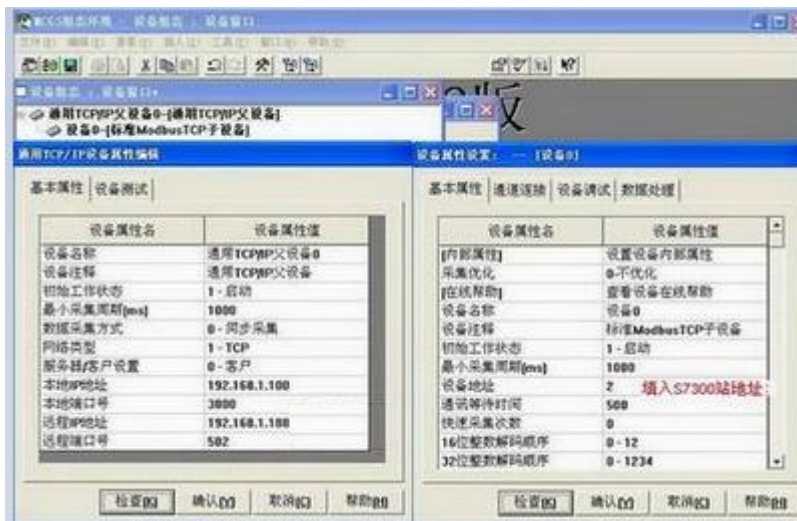 MCGS组态环境 - 设备组态 : 设备窗口
设备组态 : 设备窗口*
通用TCP/IP父设备0-[通用TCP/IP父设备]
设备0-[标准ModbusTCP子设备]
版
通用TCP/IP设备属性编辑
基本属性 设备测试
设备属性名 设备属性值
设备名称 通用TCP/IP父设备0
设备注释 通用TCP/IP父设备
初始工作状态 1 - 启动
最小采集周期[ms] 1000
数据采集方式 0 - 同步采集
网络类型 1 - TCP
服务器/客户设置 0 - 客户
本地IP地址 192.168.1.100
本地端口号 3000
远程IP地址
远程端口号 502
检查[K] 确认[Y] 取消[C] 帮助[H]
设备属性设置: -- [设备0]
基本属性 通道连接 设备调试 数据处理
设备属性名 设备属性值
[内部属性] 设置设备内部属性
采集优化 0-不优化
[在线帮助] 查看设备在线帮助
设备名称 设备0
设备注释 标准ModbusTCP子设备
初始工作状态 1 - 启动
最小采集周期[ms] 1000
设备地址 2 填入S7300站地址:
通讯等待时间 500
快速采集次数 0
16位整数解码顺序 0 - 12
32位整数解码顺序 0 - 1234
检查[K] 确认[Y] 取消[C] 帮助[H]